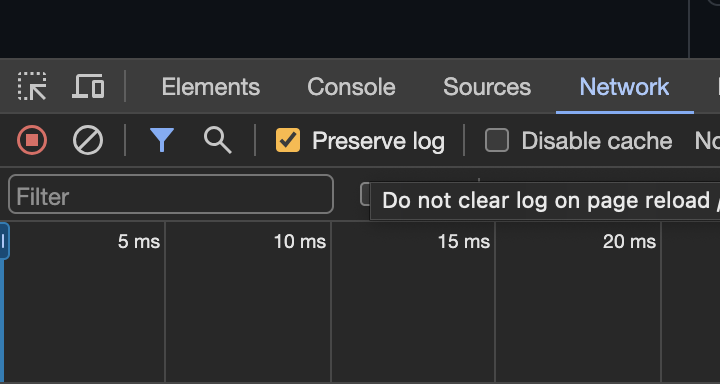 Elements Console Sources Network
Preserve log Disable cache No
Filter
Do not clear log on page reload /
5 ms 10 ms 15 ms 20 ms